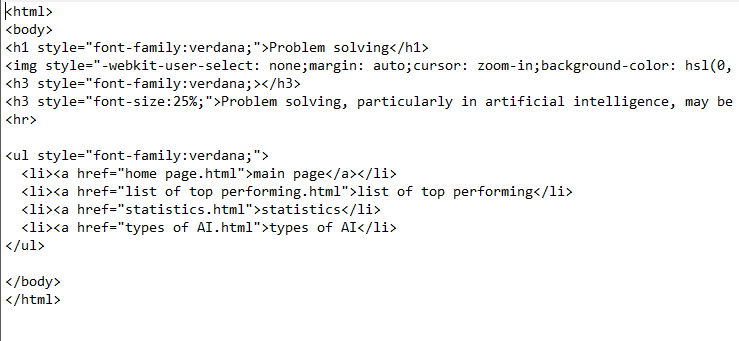 <html>
<body>
<h1 style="font-family:verdana;">Problem solving</h1>
<img style="-webkit-user-select: none;margin: auto;cursor: zoom-in;background-color: hsl(0,
<h3 style="font-family:verdana;></h3>
<h3 style="font-size:25%;">Problem solving, particularly in artificial intelligence, may be
<hr>
<ul style="font-family:verdana;">
<li><a href="home page.html">main page</a></li>
<li><a href="list of top performing.html">list of top performing</li>
<li><a href="statistics.html">statistics</li>
<li><a href="types of AI.html">types of AI</li>
</ul>
</body>
</html>